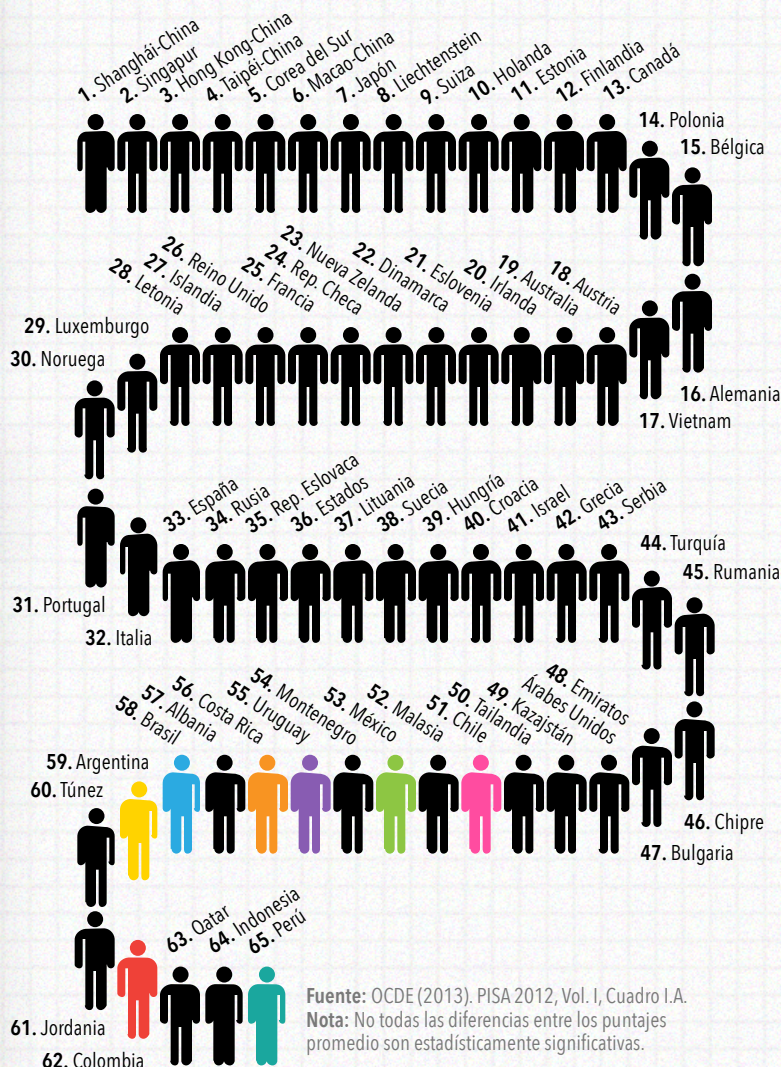 1. Shanghái-China
2. Singapur
3. Hong Kong-China
4. Taipéi-China
5. Corea del Sur
6. Macao-China
7. Japón
8. Liechtenstein
9. Suiza
10. Holanda
11. Estonia
12. Finlandia
13. Canadá
14. Polonia
15. Bélgica
16. Alemania
17. Vietnam
18. Austria
19. Australia
20. Irlanda
21. Eslovenia
22. Dinamarca
23. Nueva Zelanda
24. Rep. Checa
25. Francia
26. Reino Unido
27. Islandia
28. Letonia
29. Luxemburgo
30. Noruega
31. Portugal
32. Italia
33. España
34. Rusia
35. Rep. Eslovaca
36. Estados
37. Lituania
38. Suecia
39. Hungría
40. Croacia
41. Israel
42. Grecia
43. Serbia
44. Turquía
45. Rumania
46. Chipre
47. Bulgaria
48. Emiratos
Árabes Unidos
49. Kazajstán
50. Tailandia
51. Chile
52. Malasia
53. México
54. Montenegro
55. Uruguay
56. Costa Rica
57. Albania
58. Brasil
59. Argentina
60. Túnez
61. Jordania
62. Colombia
63. Qatar
64. Indonesia
65. Perú
Fuente: OCDE (2013). PISA 2012, Vol. I, Cuadro I.A.
Nota: No todas las diferencias entre los puntajes
promedio son estadísticamente significativas.